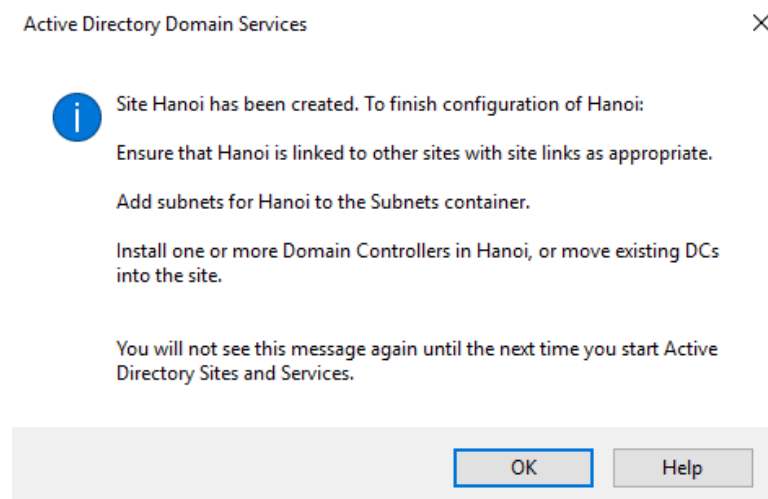 Active Directory Domain Services
Site Hanoi has been created. To finish configuration of Hanoi:
Ensure that Hanoi is linked to other sites with site links as appropriate.
Add subnets for Hanoi to the Subnets container.
Install one or more Domain Controllers in Hanoi, or move existing DCs
into the site.
You will not see this message again until the next time you start Active
Directory Sites and Services.
OK
Help